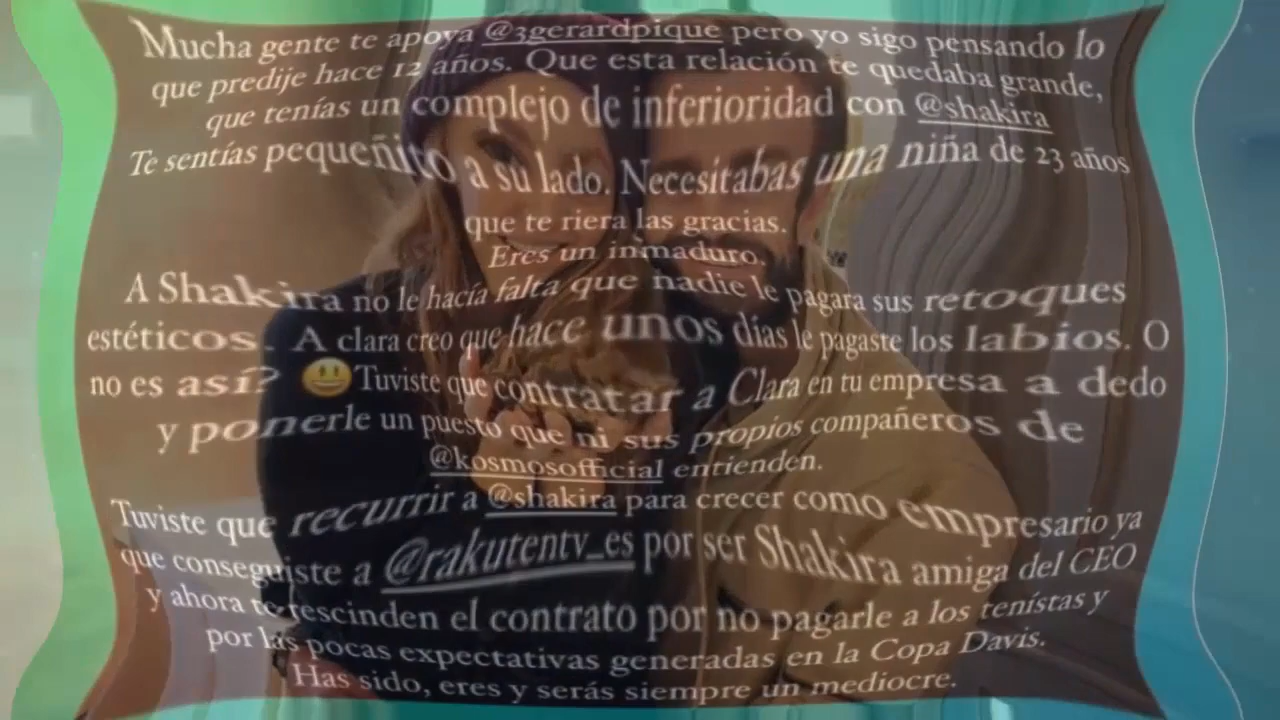 Mucha gente te apoya @3gerardpique pero yo sigo pensando lo
que predije hace 12 años. Que esta relación te quedaba grande,
que tenías un complejo de inferioridad con @shakira
Te sentías pequeñito a su lado. Necesitabas una niña de 23 años
que te riera las gracias.
Eres un inmaduro.
A Shakira no le hacía falta que nadie le pagara sus retoques
estéticos. A clara creo que hace unos días le pagaste los labios. O
no es así? 😃 Tuviste que contratar a Clara en tu empresa a dedo
y ponerle un puesto que ni sus propios compañeros de
@kosmosofficial entienden.
Tuviste que recurrir a @shakira para crecer como empresario ya
que conseguiste a @rakutentv_es por ser Shakira amiga del CEO
y ahora te rescinden el contrato por no pagarle a los tenístas y
por las pocas expectativas generadas en la Copa Davis.
Has sido, eres y serás siempre un mediocre.